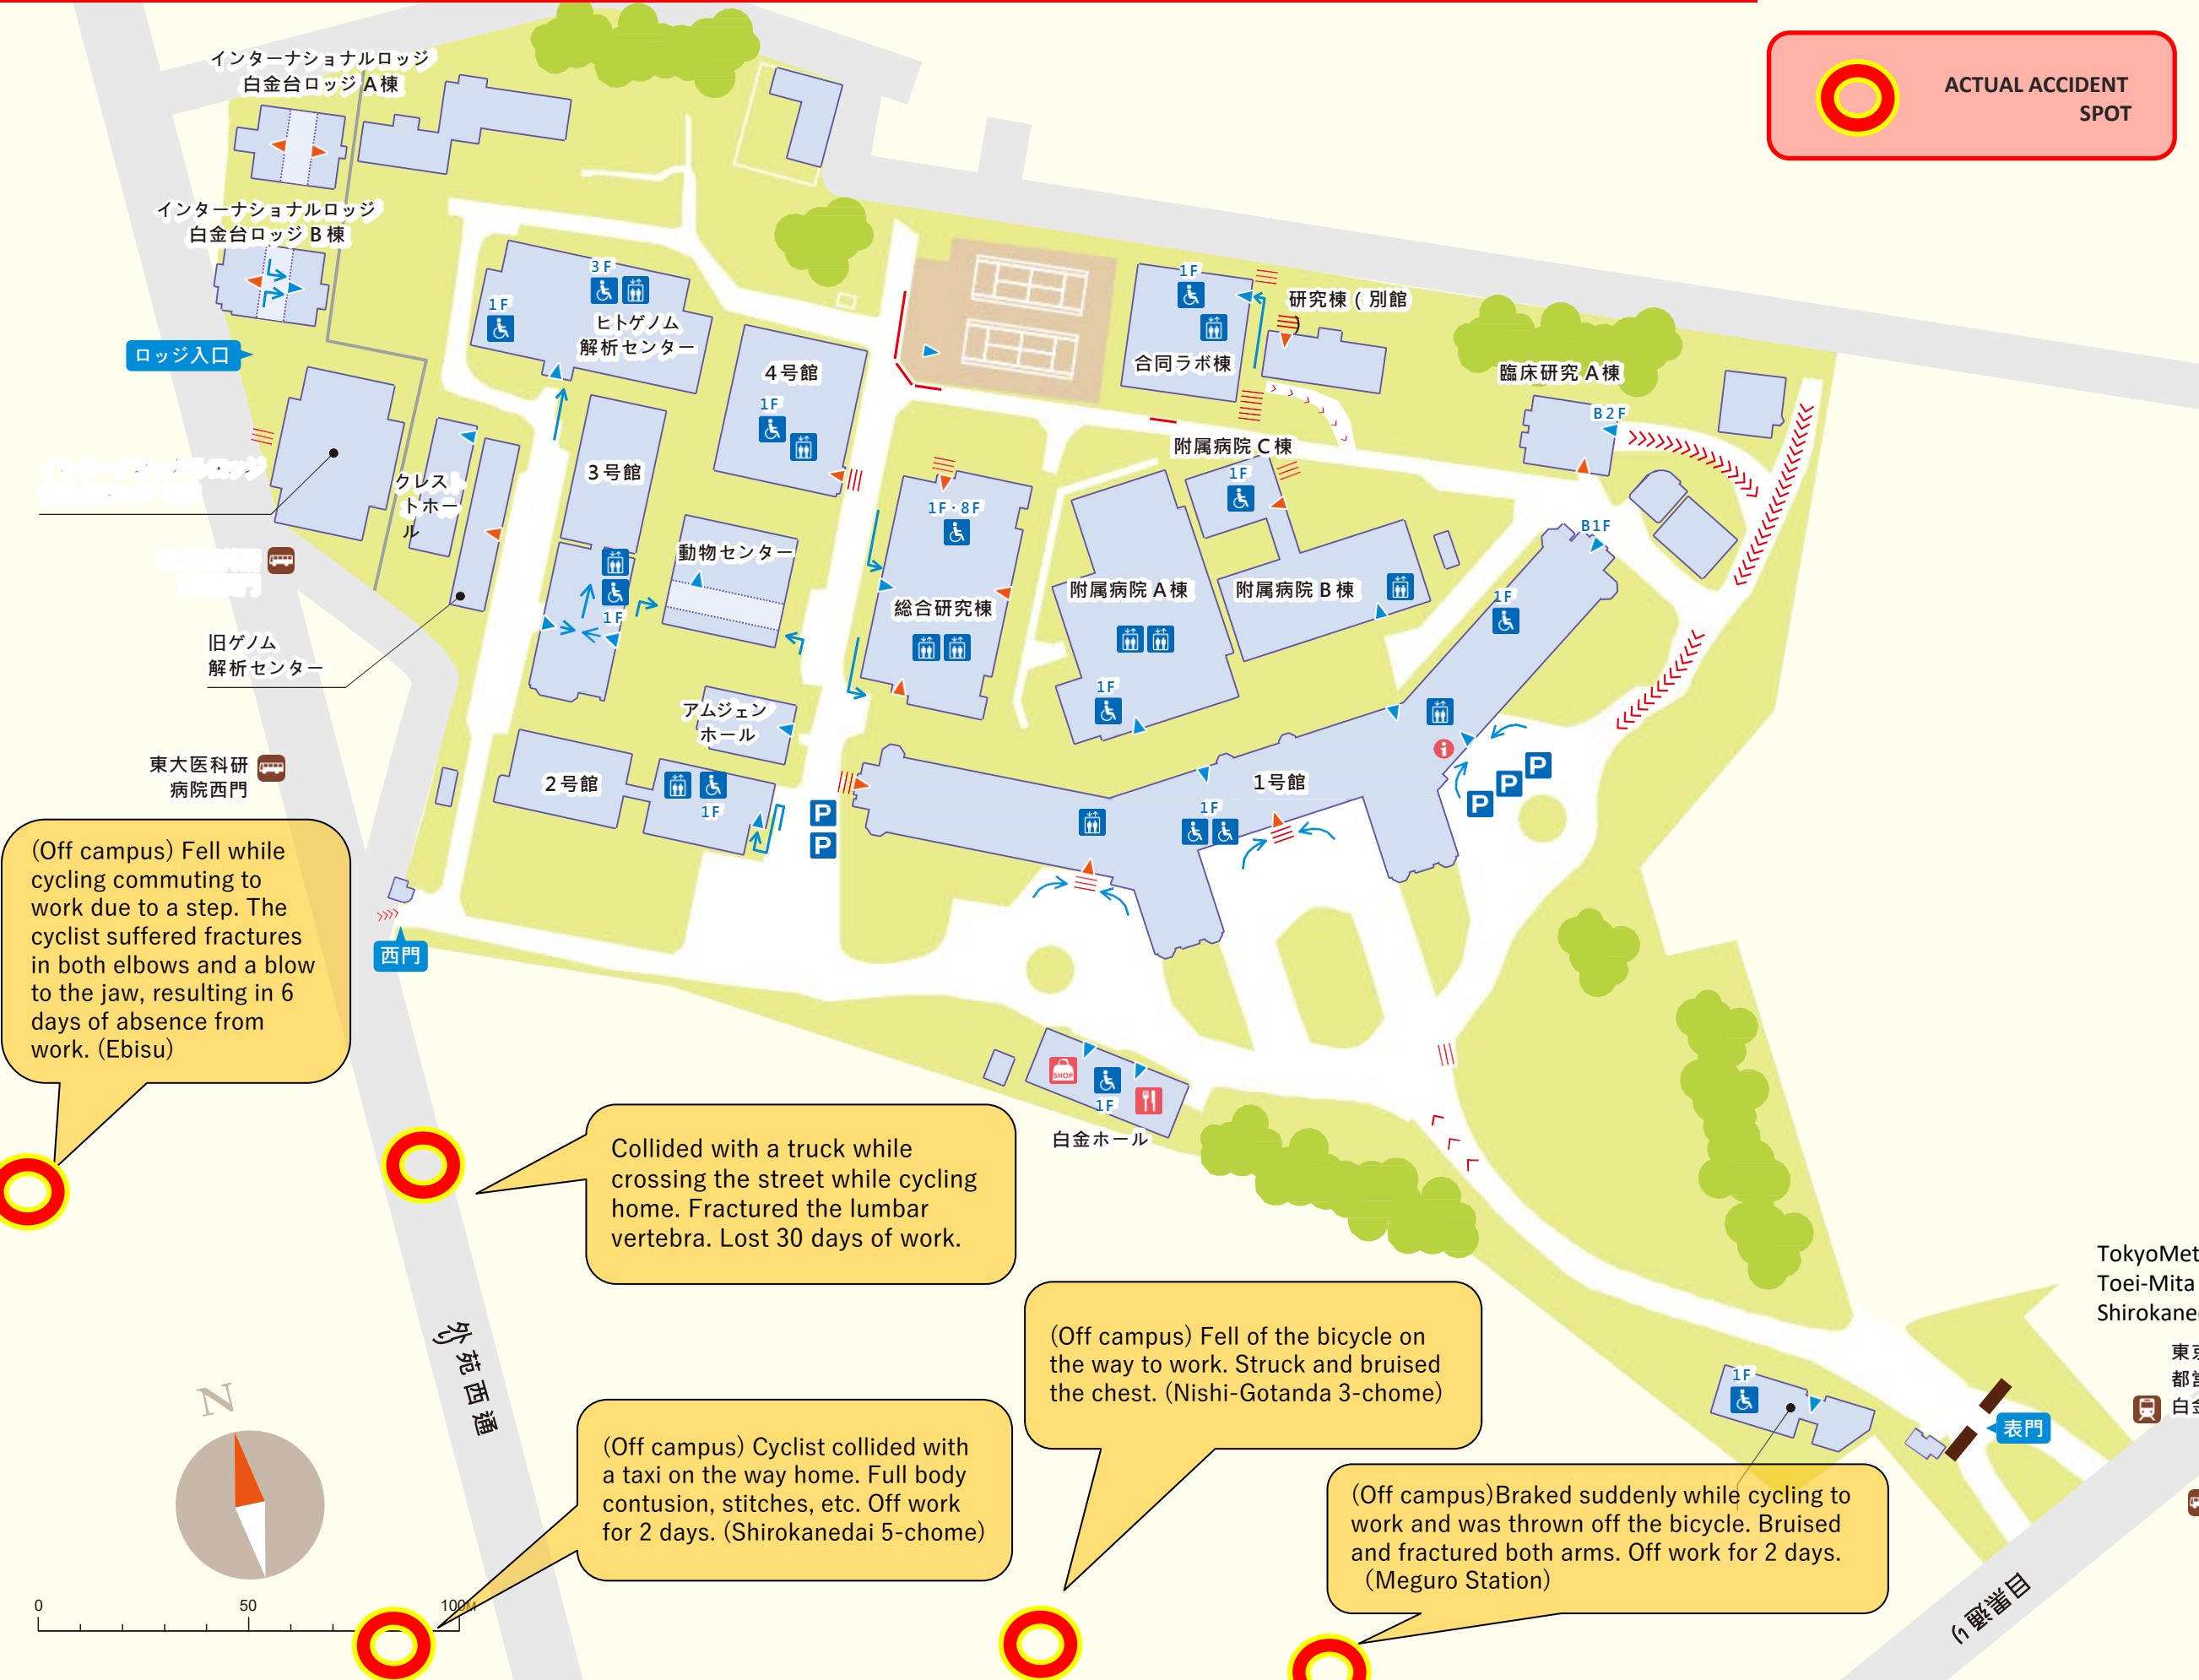 ACTUAL ACCIDENT
SPOT
インターナショナルロッジ
白金台ロッジ A 棟
インターナショナルロッジ
白金台ロッジ B 棟
ロッジ入口
3F
1F
ヒトゲノム
解析センター
4号館
1F
1F
合同ラボ棟
研究棟 ( 別館
臨床研究 A 棟
B2F
附属病院 C 棟
1F
クレス
トホー
ル
3号館
1F・8F
B1F
動物センター
総合研究棟
附属病院 A 棟
附属病院 B 棟
1F
1F
旧ゲノム
解析センター
1F
アムジェン
ホール
東大医科研
病院西門
2号館
1F
P
P
1号館
1F
P
P
P
西門
(Off campus) Fell while
cycling commuting to
work due to a step. The
cyclist suffered fractures
in both elbows and a blow
to the jaw, resulting in 6
days of absence from
work. (Ebisu)
SHOP
1F
白金ホール
Collided with a truck while
crossing the street while cycling
home. Fractured the lumbar
vertebra. Lost 30 days of work.
TokyoMet
Toei-Mita
Shirokane
(Off campus) Fell of the bicycle on
the way to work. Struck and bruised
the chest. (Nishi-Gotanda 3-chome)
外苑西通り
N
1F
表門
東京
都営
白金
(Off campus) Cyclist collided with
a taxi on the way home. Full body
contusion, stitches, etc. Off work
for 2 days. (Shirokanedai 5-chome)
(Off campus)Braked suddenly while cycling to
work and was thrown off the bicycle. Bruised
and fractured both arms. Off work for 2 days.
（Meguro Station)
目黒通り
0 50 100M